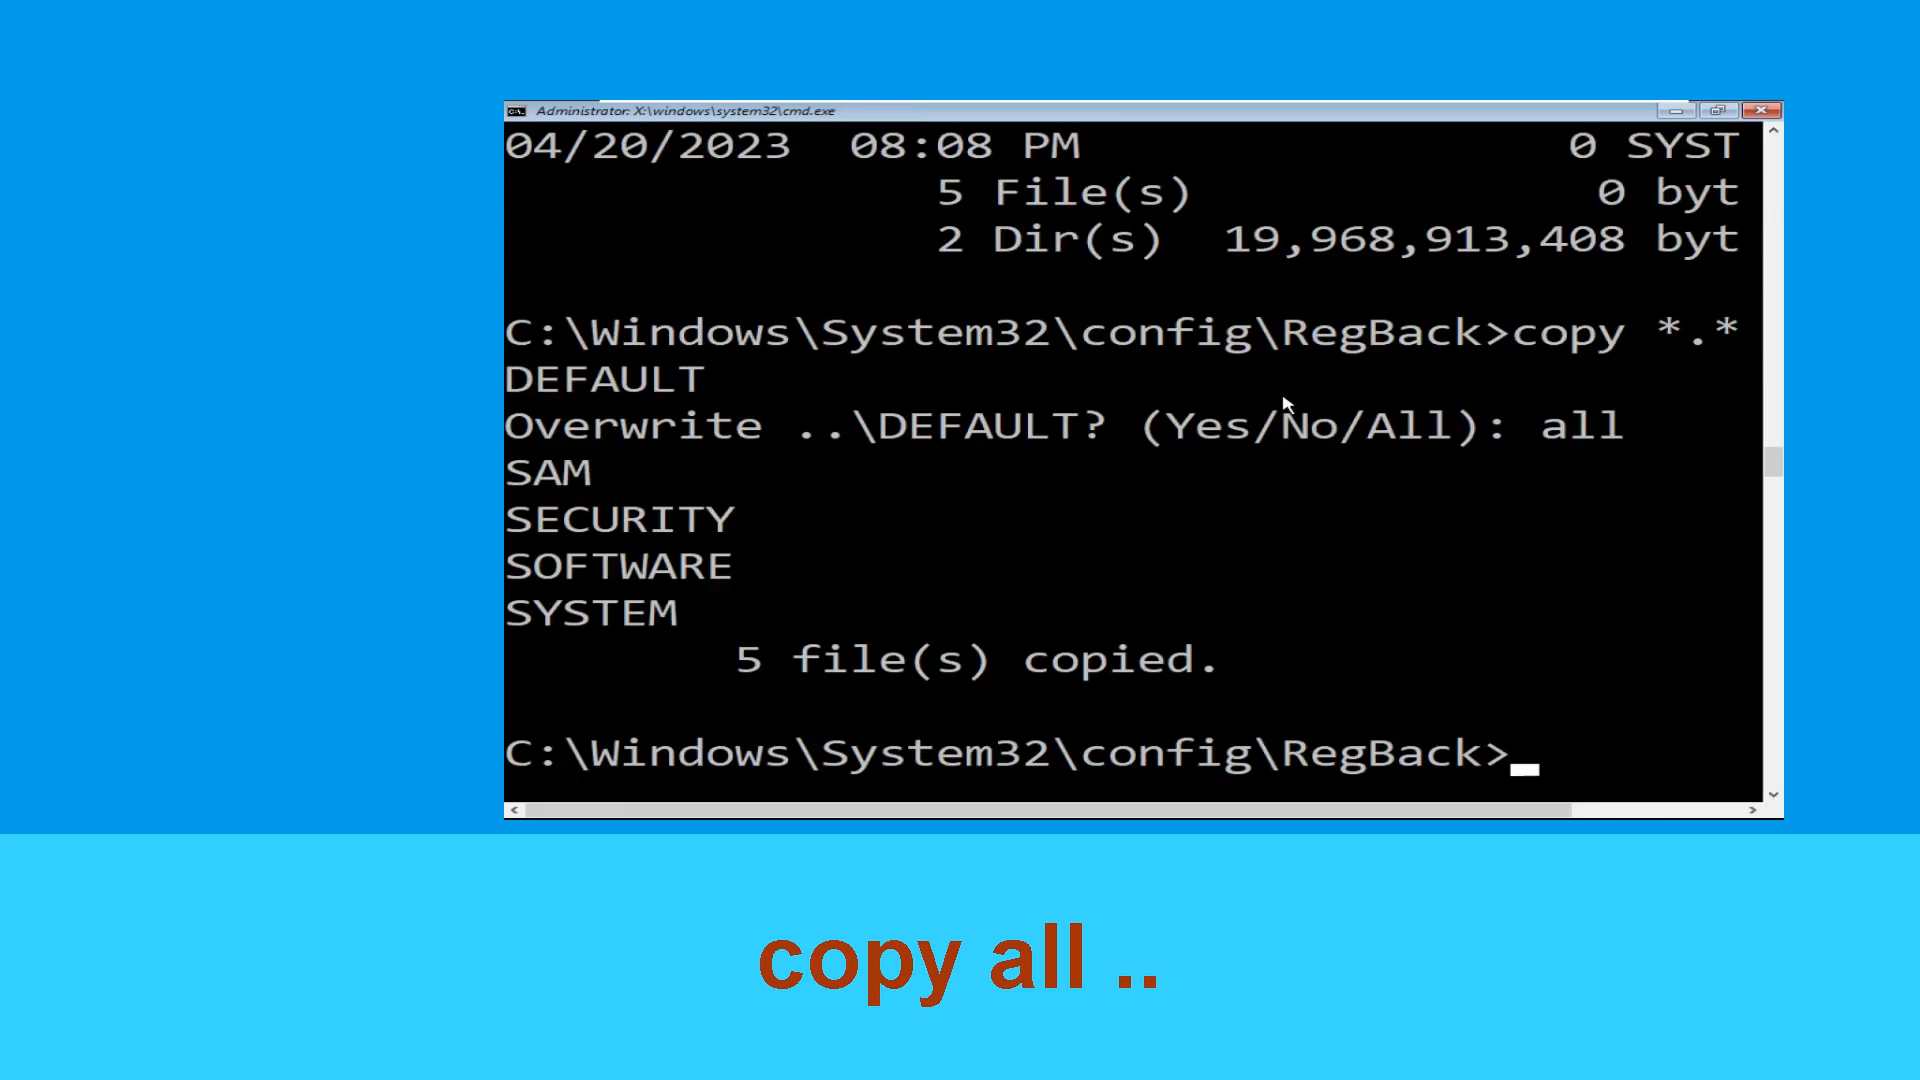 Administrator: X:\windows\system32\cmd.exe
04/20/2023  08:08 PM                 0 SYST
               5 File(s)              0 byt
               2 Dir(s)  19,968,913,408 byt
C:\Windows\System32\config\RegBack>copy *.*
DEFAULT
Overwrite ..\DEFAULT? (Yes/No/All): all
SAM
SECURITY
SOFTWARE
SYSTEM
        5 file(s) copied.
C:\Windows\System32\config\RegBack>
copy all ..